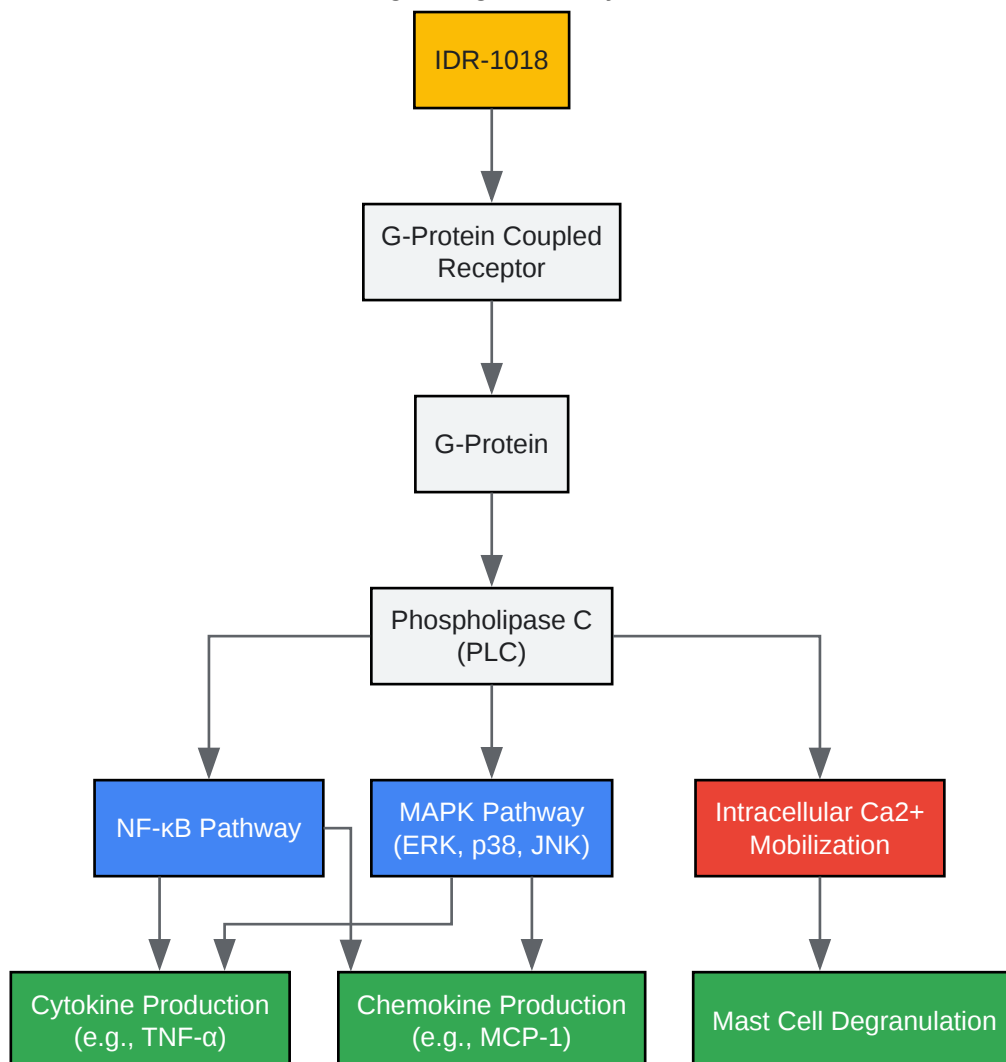 IDR-1018
G-Protein Coupled
Receptor
G-Protein
Phospholipase C
(PLC)
NF-κB Pathway
MAPK Pathway
(ERK, p38, JNK)
Intracellular Ca2+
Mobilization
Cytokine Production
(e.g., TNF-α)
Chemokine Production
(e.g., MCP-1)
Mast Cell Degranulation